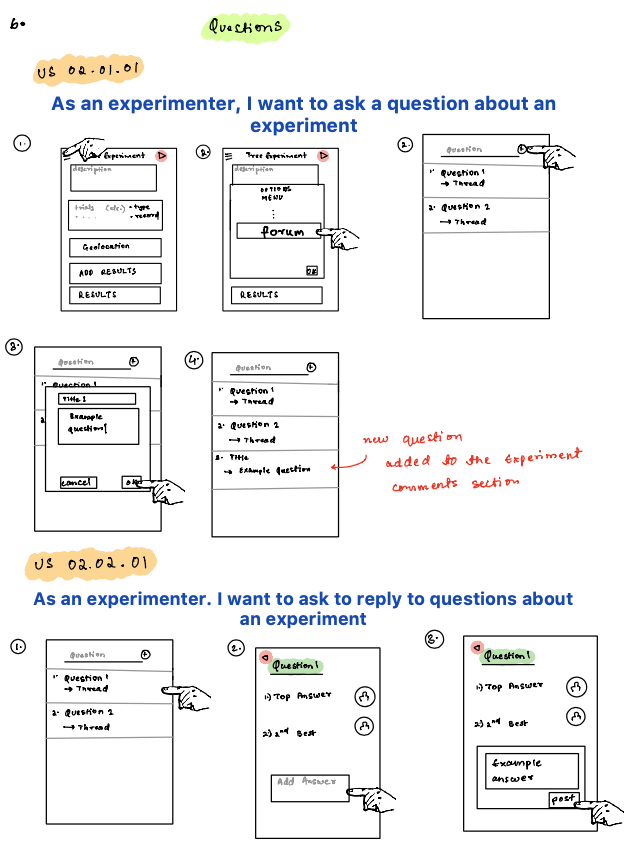 6.
Questions
US 02.01.01
As an experimenter, I want to ask a question about an
experiment
1.
Experiment
description
trials (desc.) • type
• record
Geolocation
ADD RESULTS
RESULTS
2.
Tree Experiment
description
OPTIONS
MENU
forum
OK
RESULTS
2.
Question
1. Question 1
→ Thread
2. Question 2
→ Thread
3.
Question
1. Question 1
2
Title 1
Example
question
cancel
ok
4.
Question
1. Question 1
→ Thread
2. Question 2
→ Thread
3. Title
→ Example Question
new question
added to the Experiment
comments section
US 02.02.01
As an experimenter. I want to ask to reply to questions about
an experiment
1.
Question
1. Question 1
→ Thread
2. Question 2
→ Thread
2.
Question 1
1) Top Answer
2) 2nd Best
Add Answer
3.
Question 1
1) Top Answer
2) 2nd Best
Example
answer
post